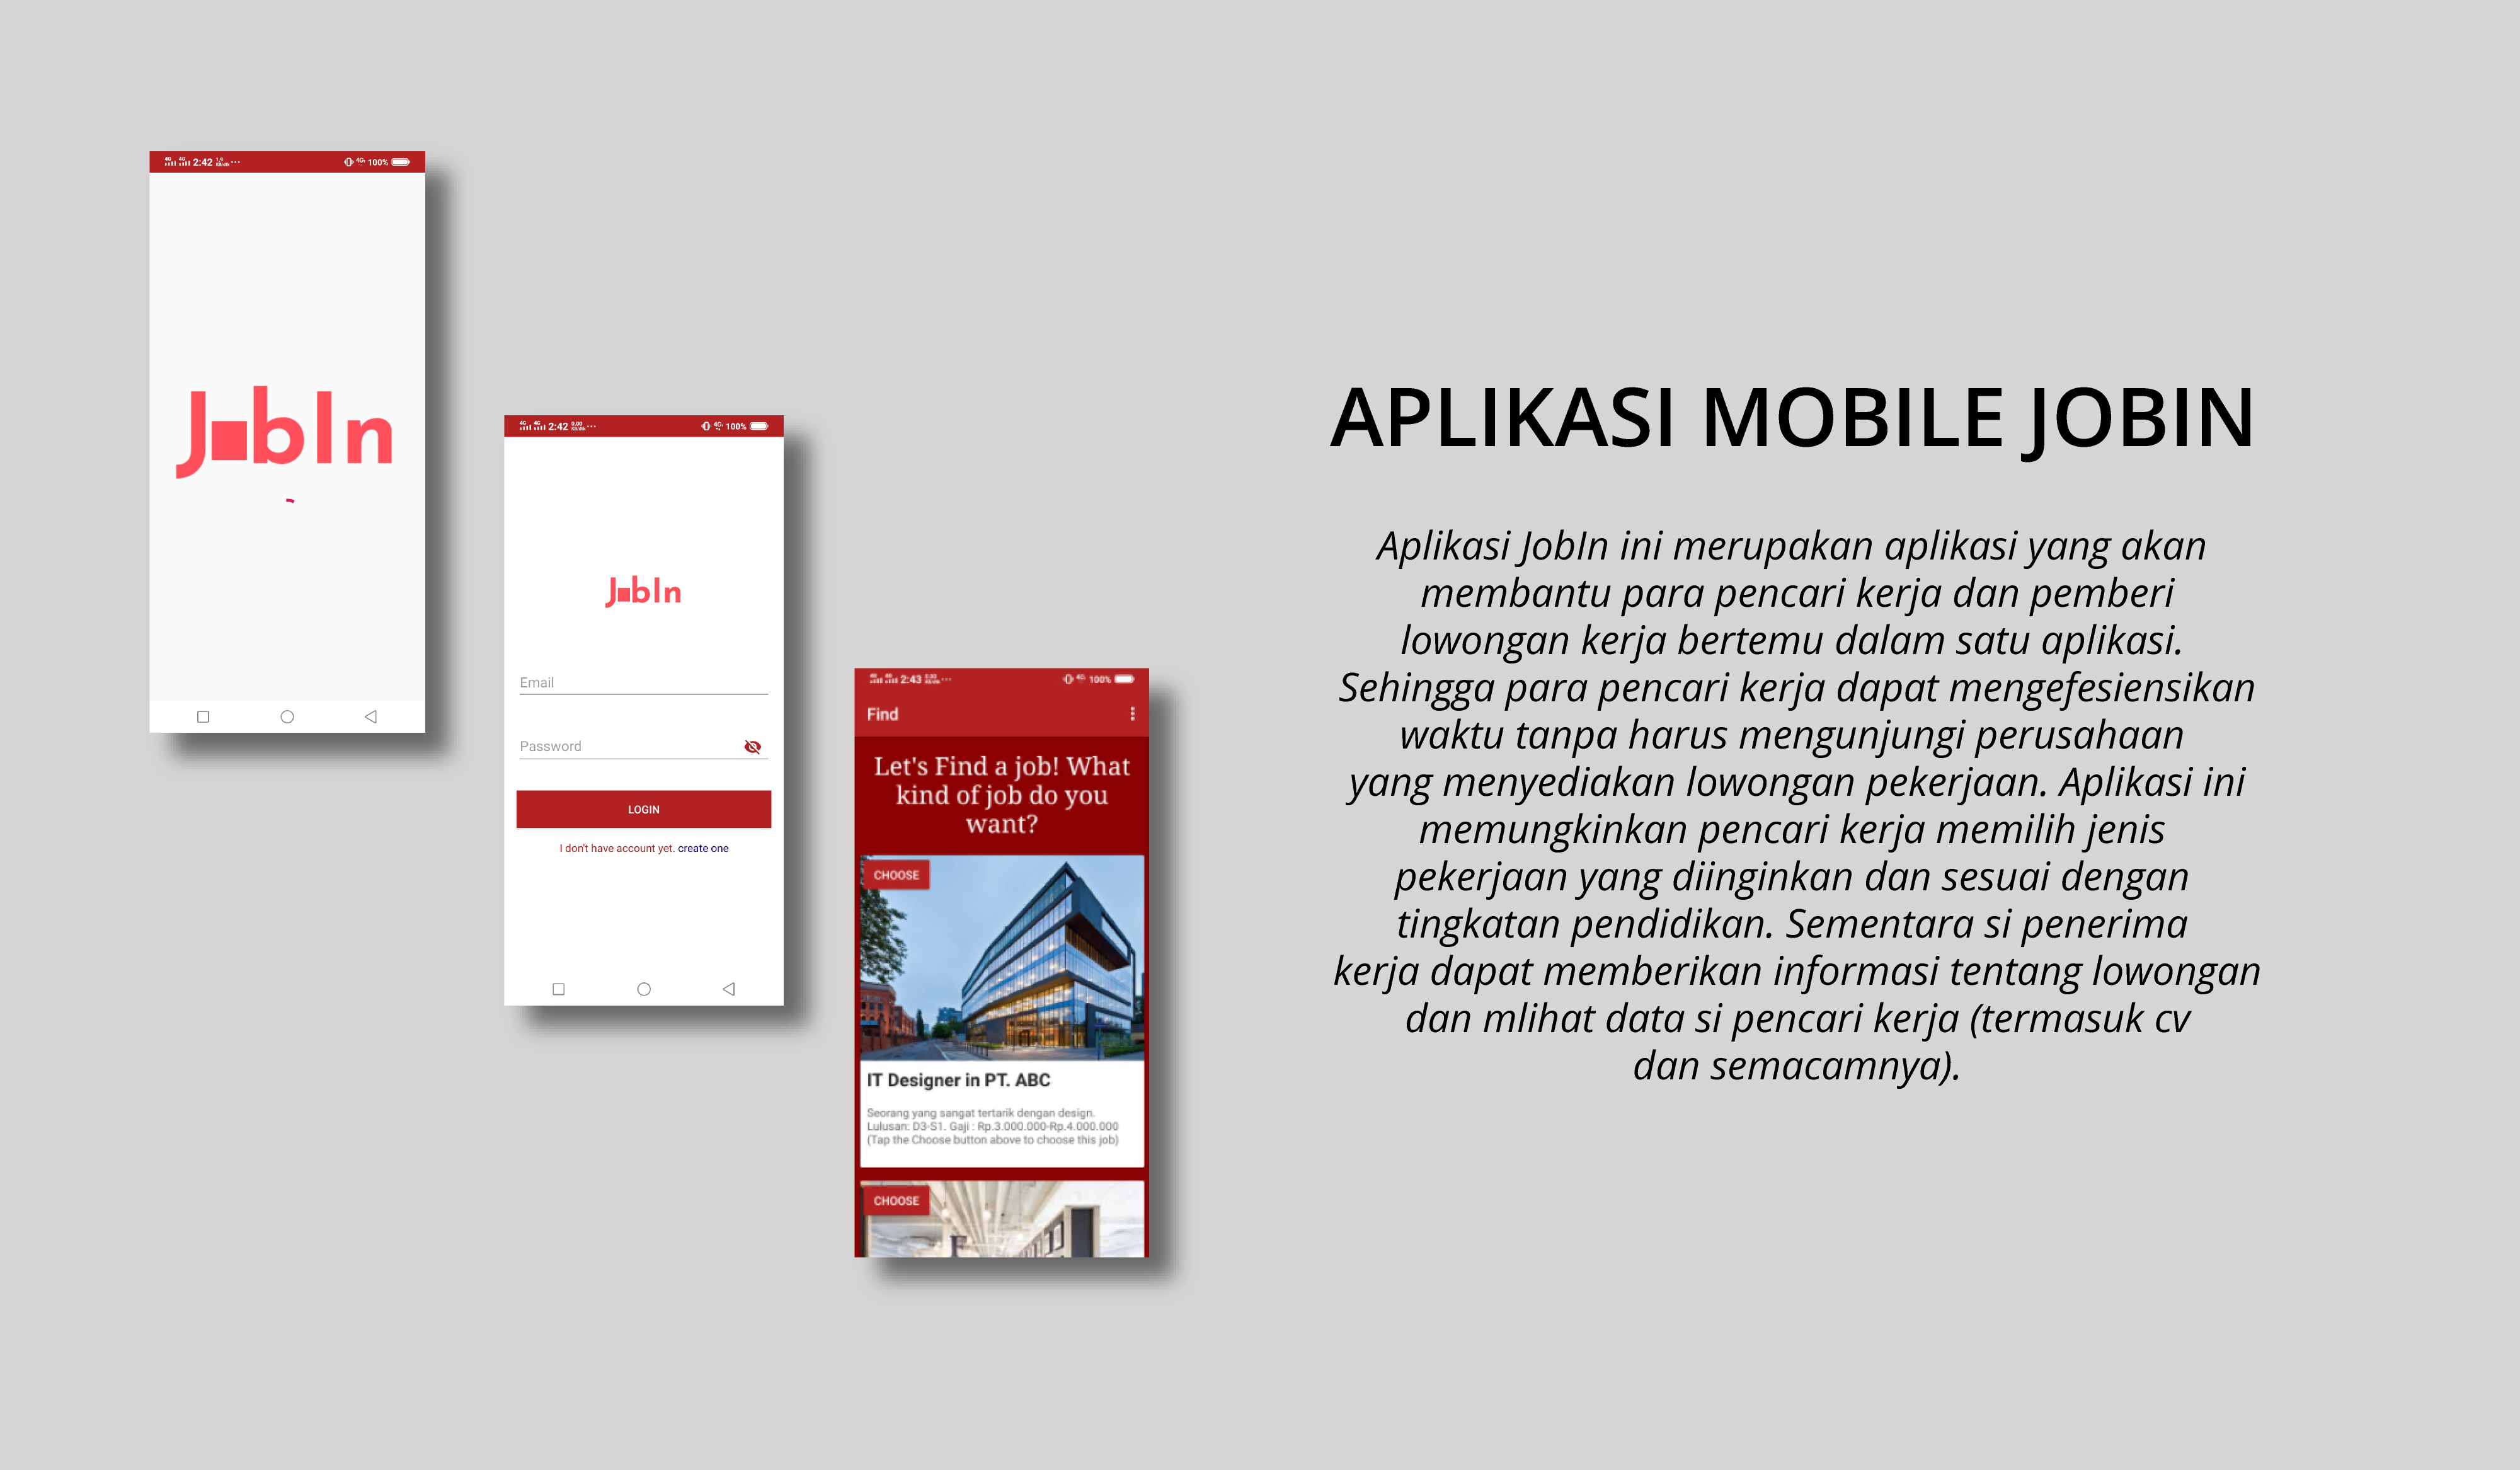 2:42
100%
JobIn
2:42
0.00
100%
JobIn
Email
Password
LOGIN
I don't have account yet. create one
2:43
100%
Find
Let's Find a job! What
kind of job do you
want?
CHOOSE
IT Designer in PT. ABC
Seorang yang sangat tertarik dengan design.
Lulusan: D3-S1. Gaji : Rp.3.000.000-Rp.4.000.000
(Tap the Choose button above to choose this job)
CHOOSE
APLIKASI MOBILE JOBIN
Aplikasi JobIn ini merupakan aplikasi yang akan
membantu para pencari kerja dan pemberi
lowongan kerja bertemu dalam satu aplikasi.
Sehingga para pencari kerja dapat mengefesiensikan
waktu tanpa harus mengunjungi perusahaan
yang menyediakan lowongan pekerjaan. Aplikasi ini
memungkinkan pencari kerja memilih jenis
pekerjaan yang diinginkan dan sesuai dengan
tingkatan pendidikan. Sementara si penerima
kerja dapat memberikan informasi tentang lowongan
dan mlihat data si pencari kerja (termasuk cv
dan semacamnya).